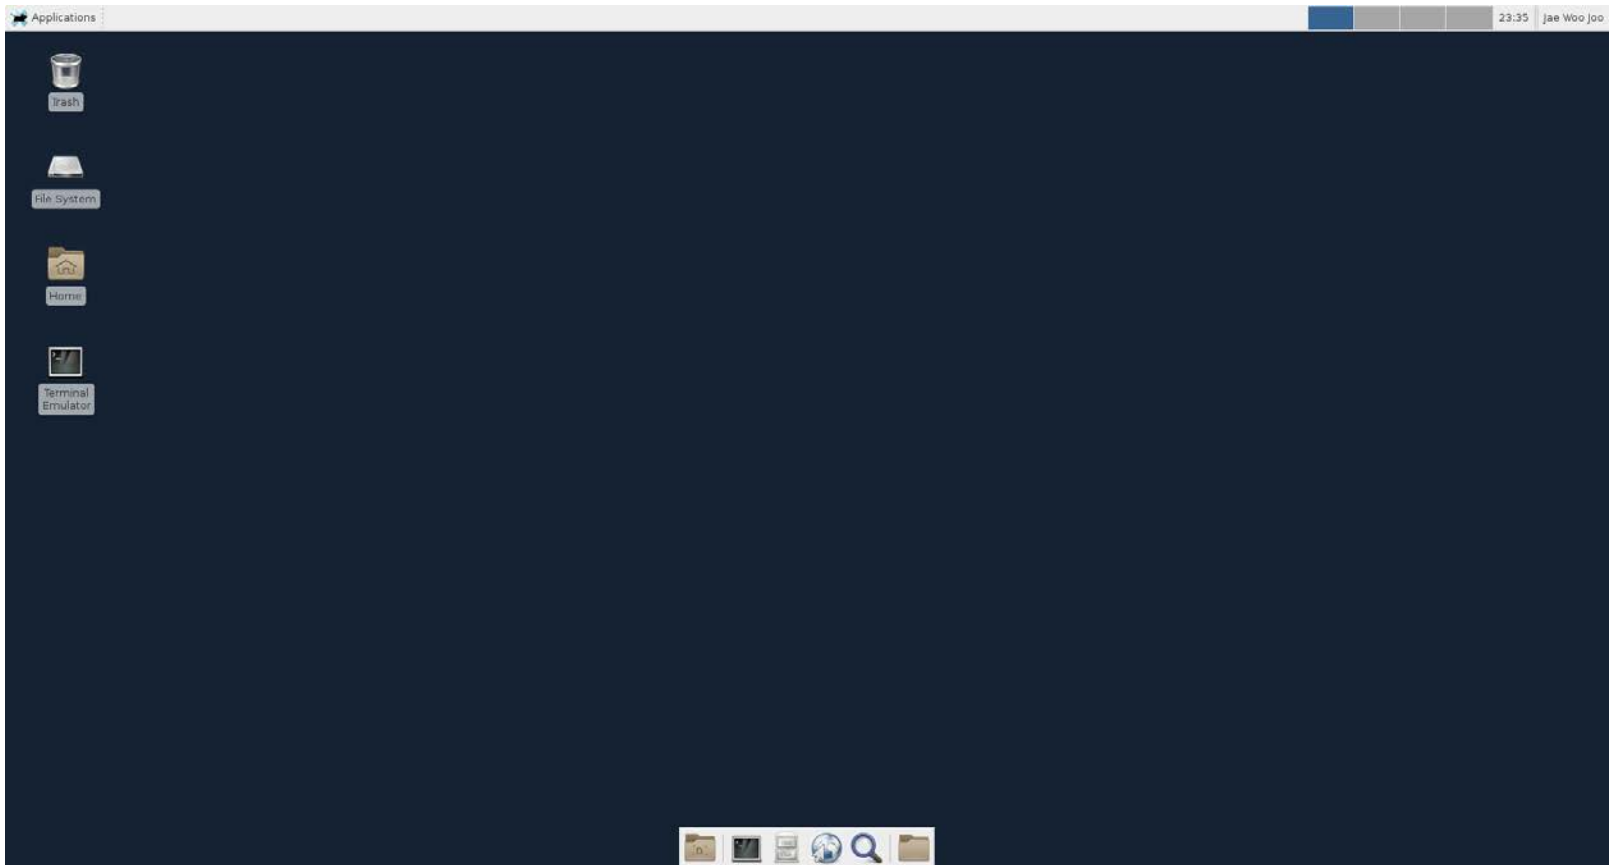 Applications
23:35 Jae Woo Joo
Trash
File System
Home
Terminal
Emulator